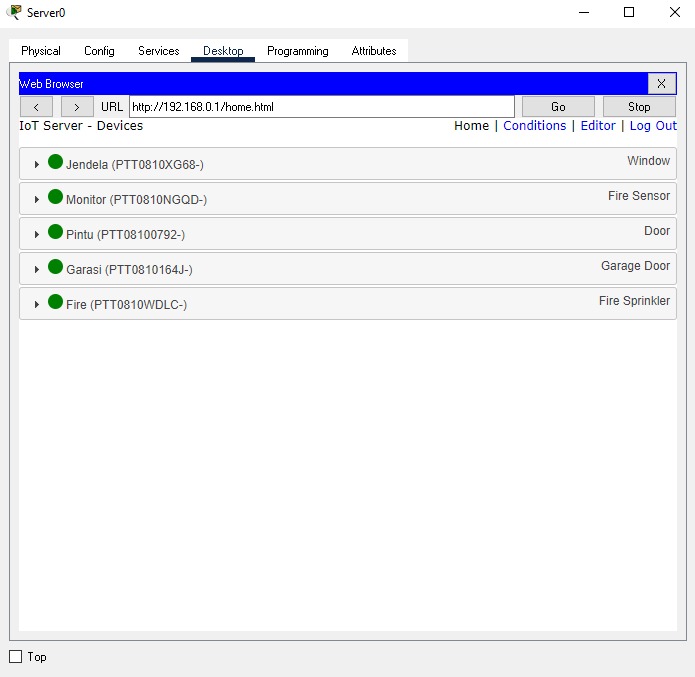 Server0
Physical Config Services Desktop Programming Attributes
Web Browser X
< > URL http://192.168.0.1/home.html Go Stop
IoT Server - Devices Home | Conditions | Editor | Log Out
Jendela (PTT0810XG68-) Window
Monitor (PTT0810NGQD-) Fire Sensor
Pintu (PTT08100792-) Door
Garasi (PTT0810164J-) Garage Door
Fire (PTT0810WDLC-) Fire Sprinkler
Top